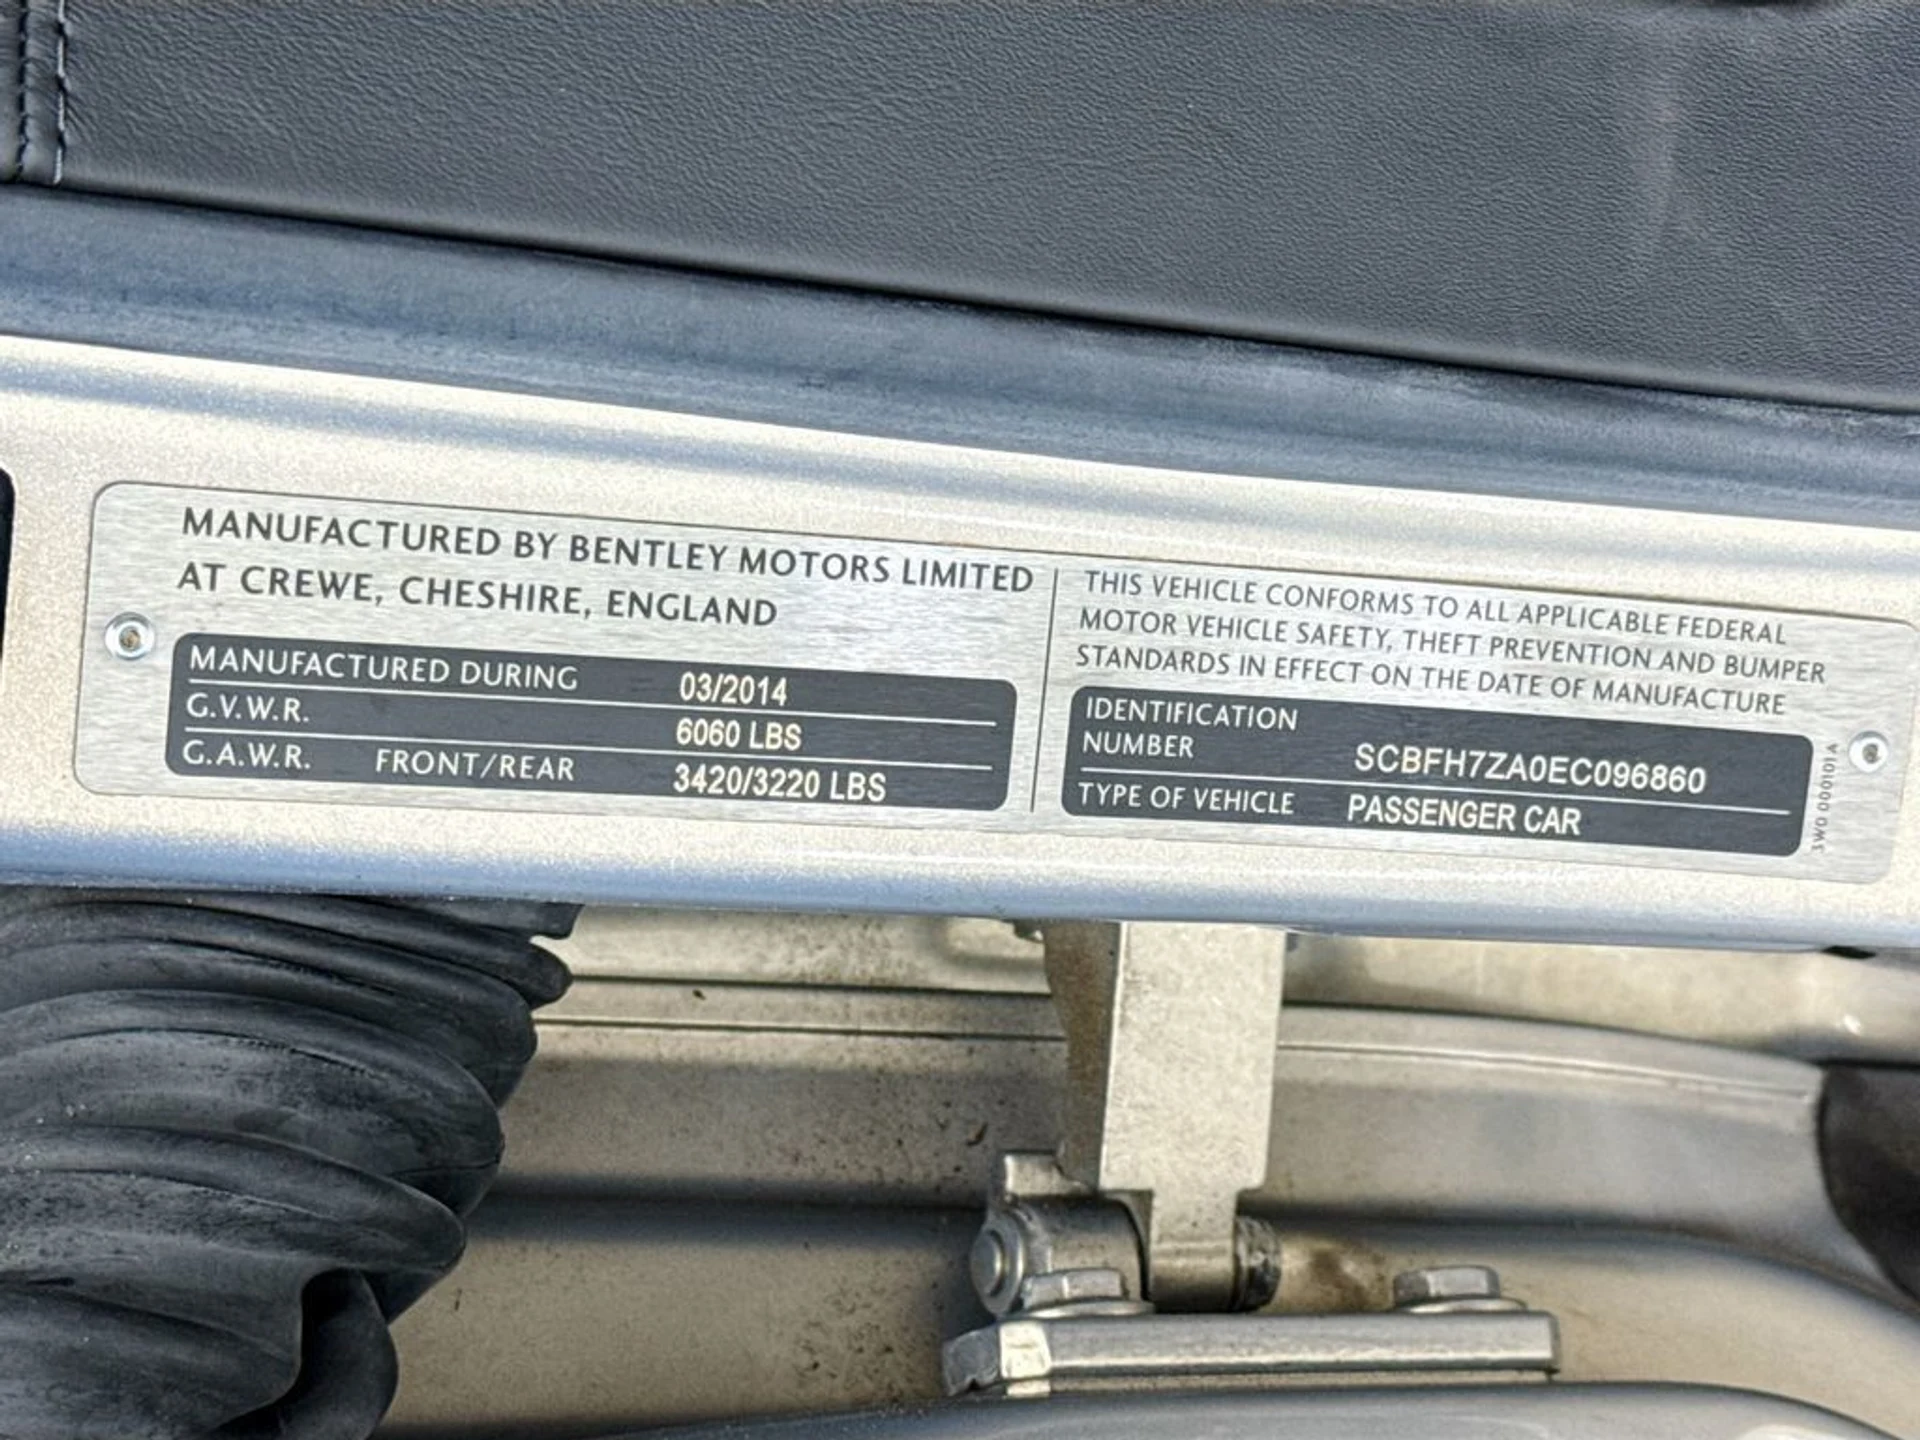 MANUFACTURED BY BENTLEY MOTORS LIMITED
AT CREWE, CHESHIRE, ENGLAND
MANUFACTURED DURING 03/2014
G.V.W.R. 6060 LBS
G.A.W.R. FRONT/REAR 3420/3220 LBS
THIS VEHICLE CONFORMS TO ALL APPLICABLE FEDERAL
MOTOR VEHICLE SAFETY, THEFT PREVENTION AND BUMPER
STANDARDS IN EFFECT ON THE DATE OF MANUFACTURE
IDENTIFICATION
NUMBER SCBFH7ZA0EC096860
TYPE OF VEHICLE PASSENGER CAR
3W0 000101 A